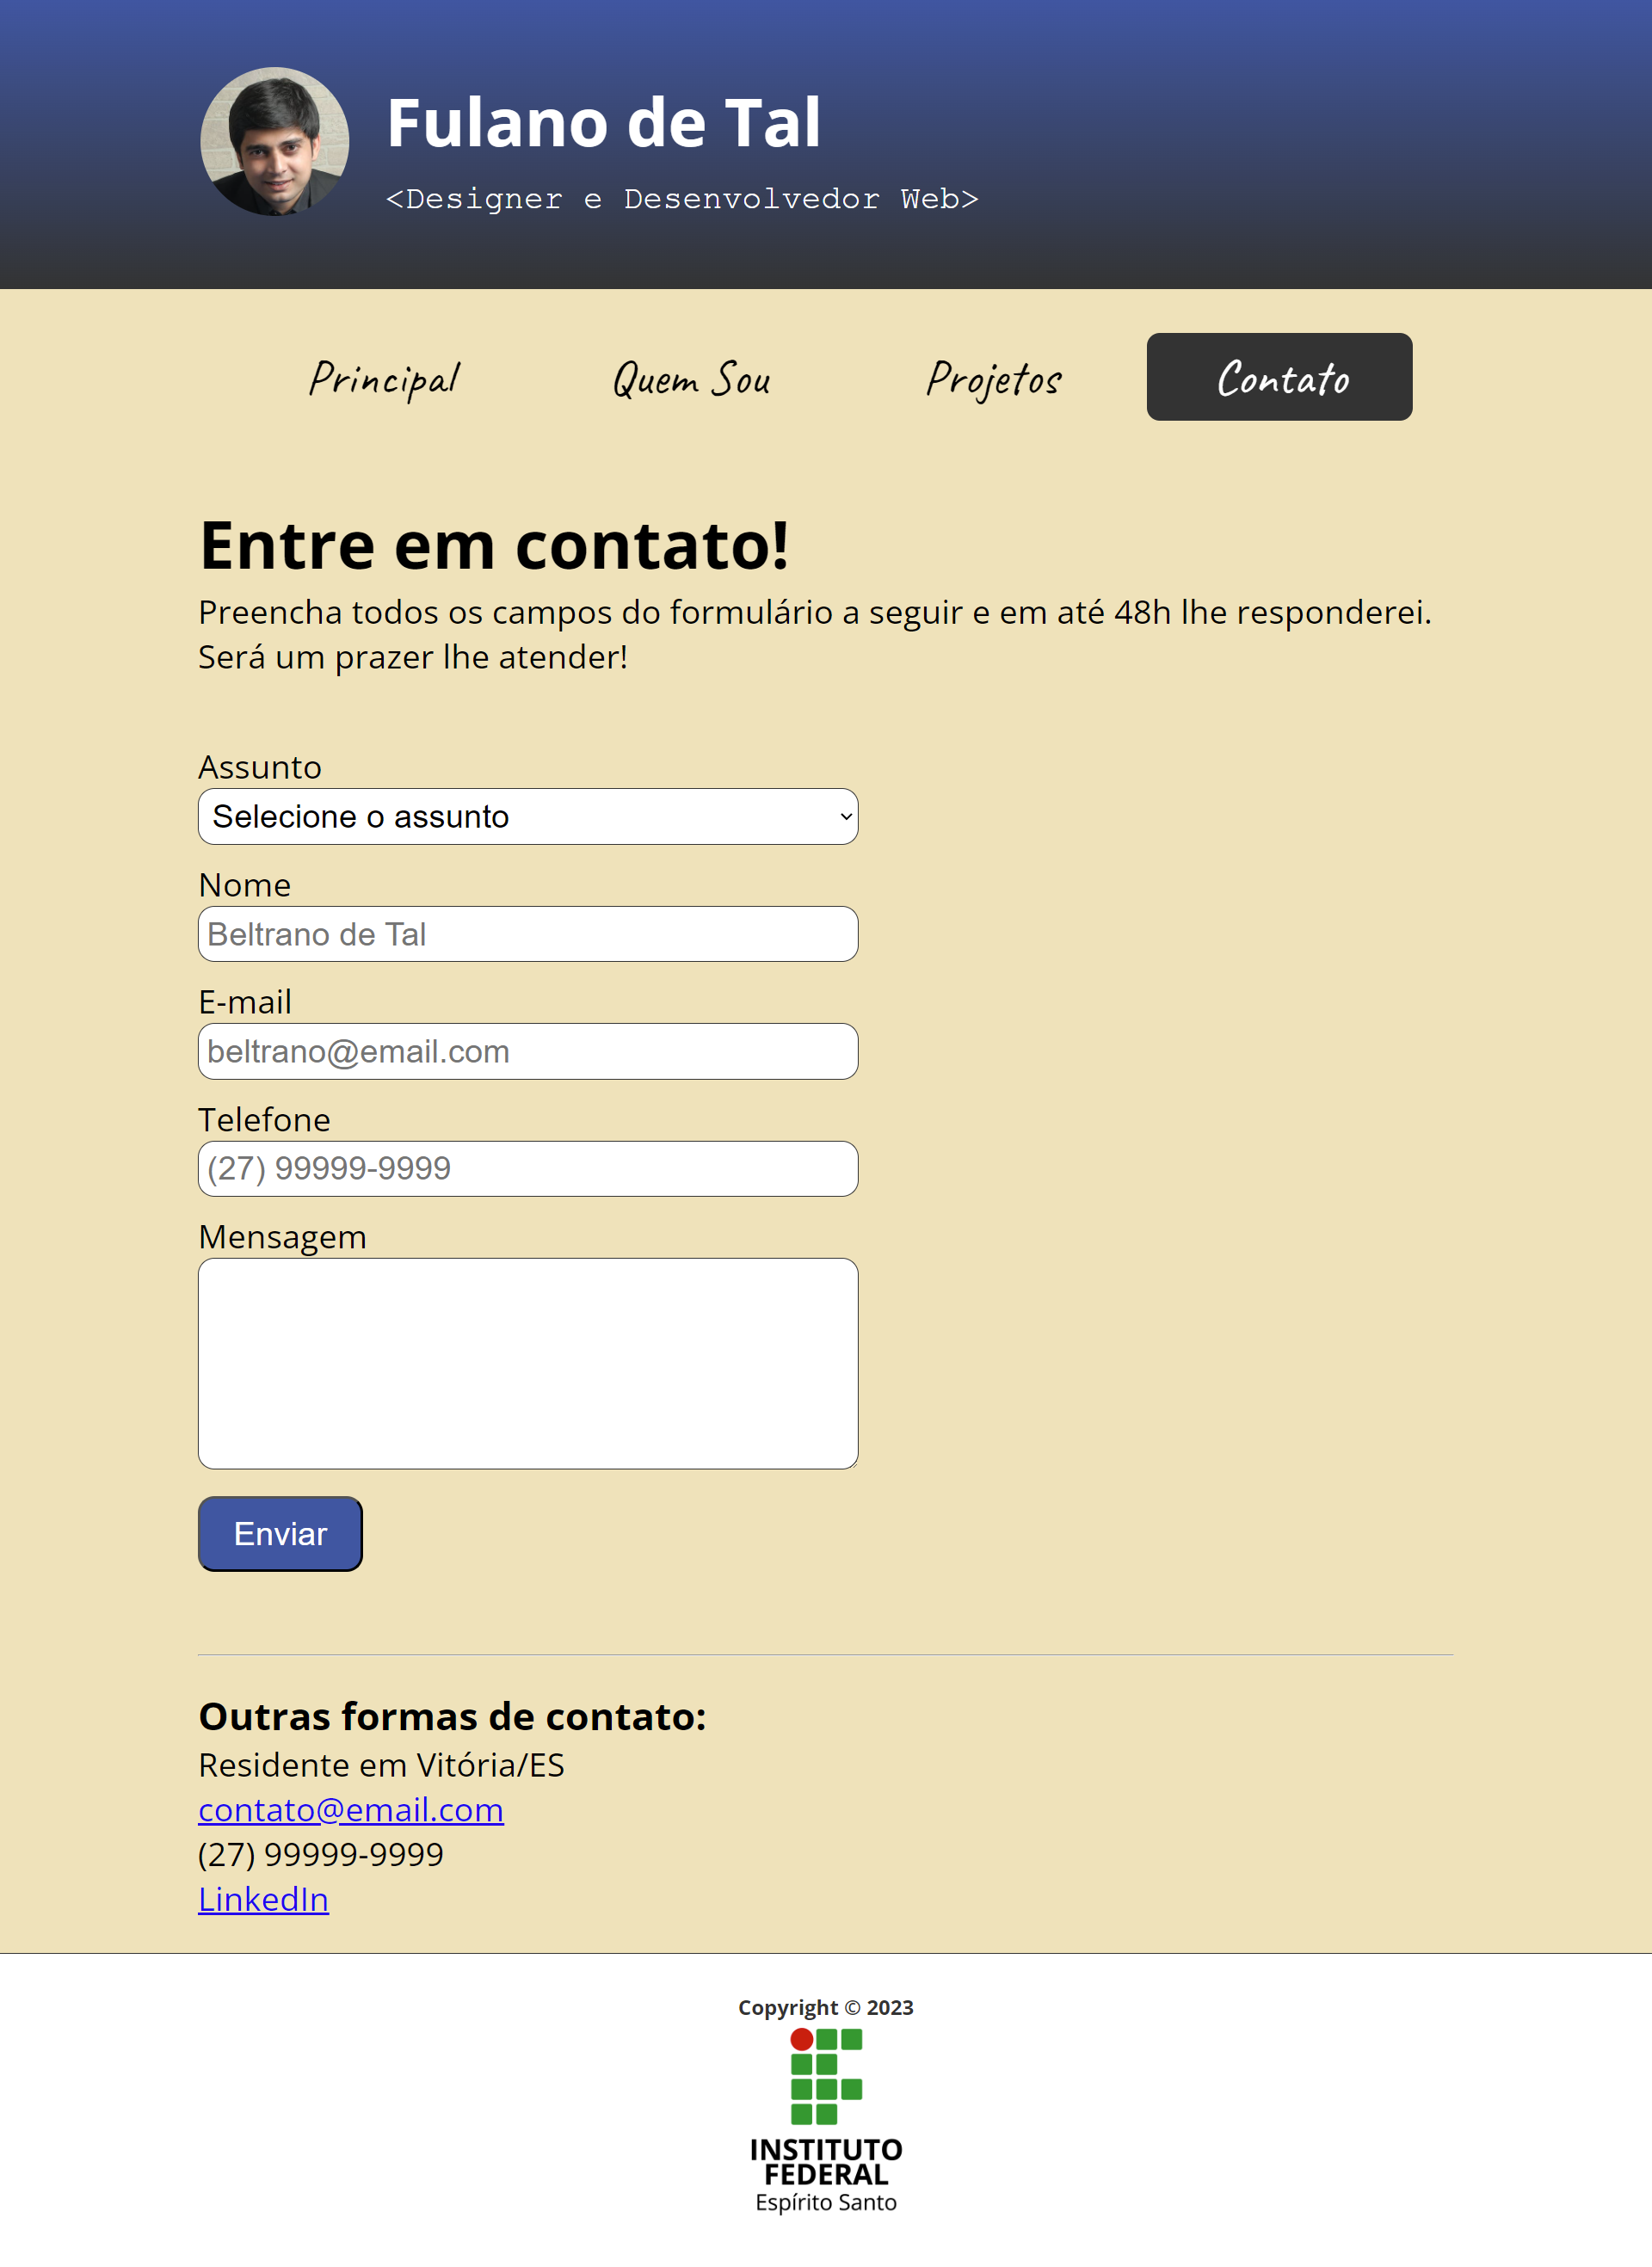 Fulano de Tal
<Designer e Desenvolvedor Web>
Principal
Quem Sou
Projetos
Contato
Entre em contato!
Preencha todos os campos do formulário a seguir e em até 48h lhe responderei.
Será um prazer lhe atender!
Assunto
Selecione o assunto
Nome
Beltrano de Tal
E-mail
beltrano@email.com
Telefone
(27) 99999-9999
Mensagem
Enviar
Outras formas de contato:
Residente em Vitória/ES
contato@email.com
(27) 99999-9999
LinkedIn
Copyright © 2023
INSTITUTO
FEDERAL
Espírito Santo